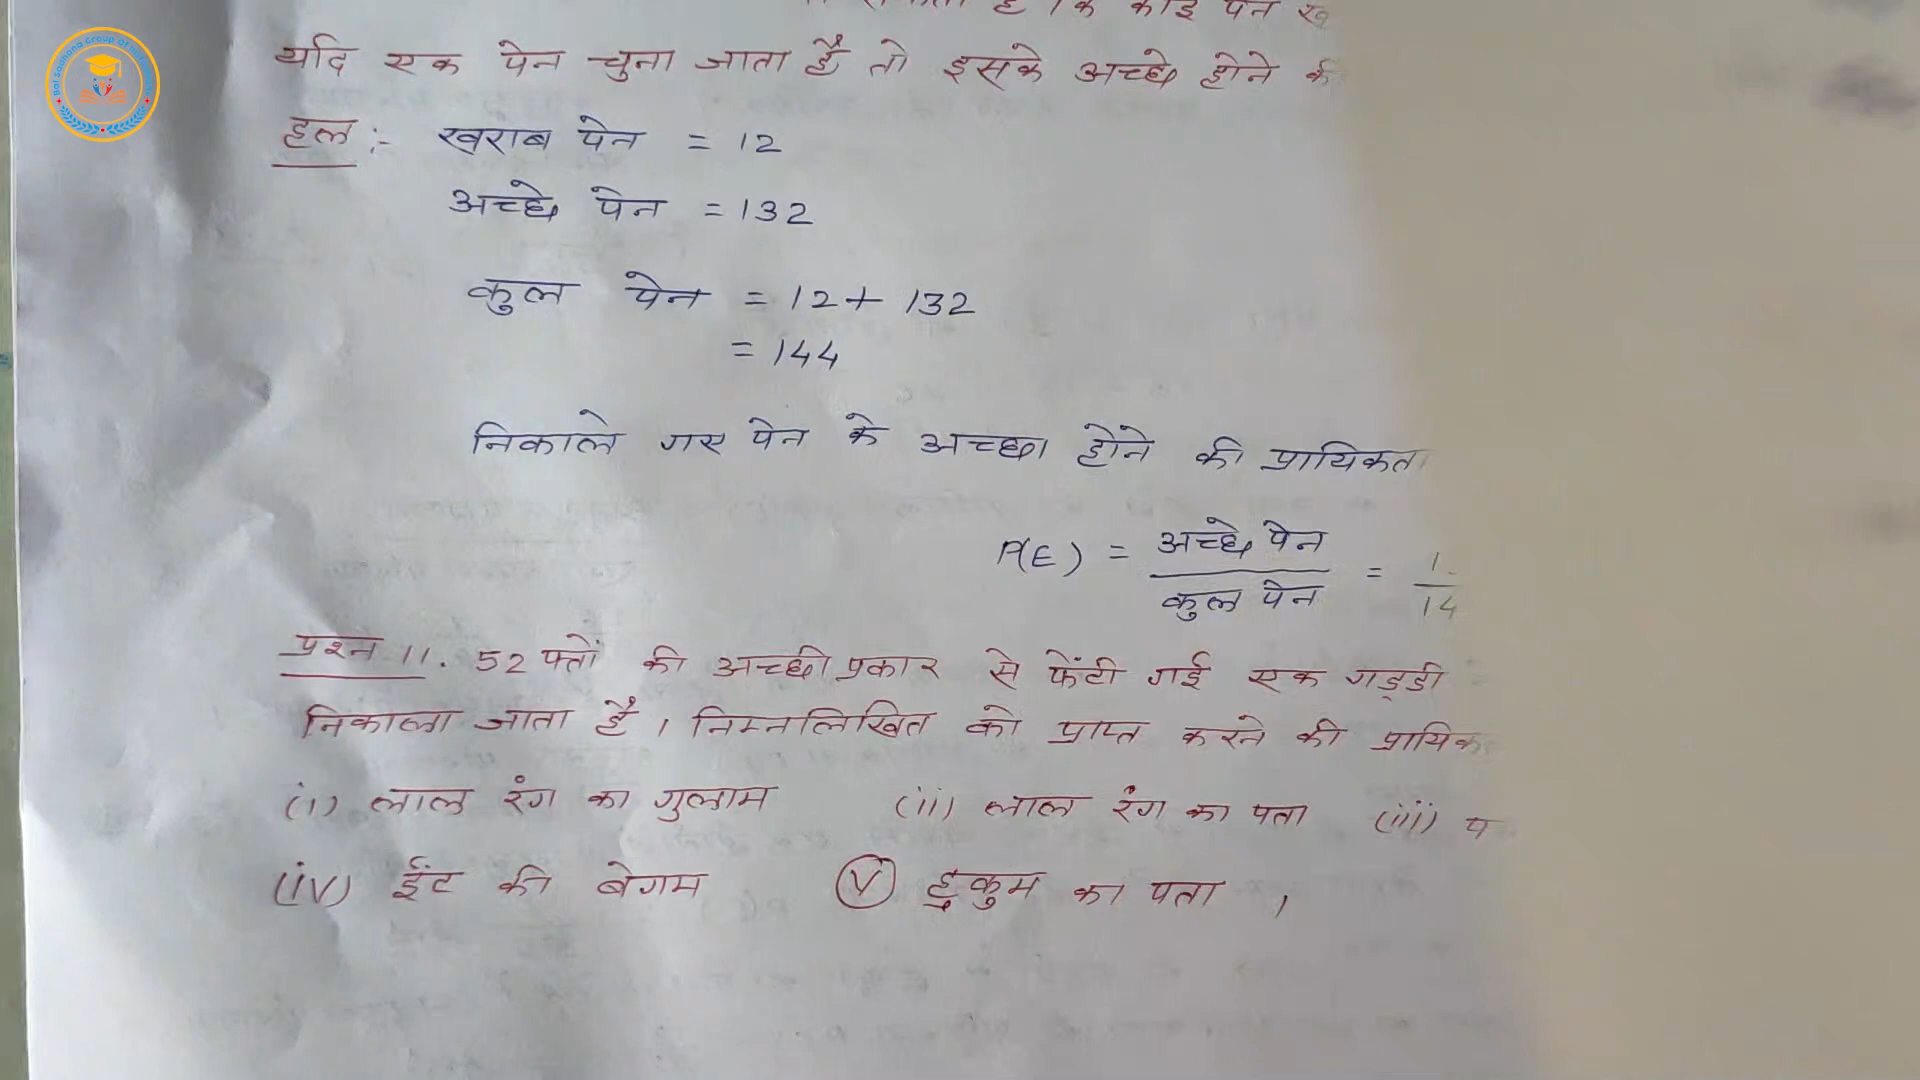 कि कोई पेन
यदि एक पेन चुना जाता है तो इसके अच्छे होने की
हल :- खराब पेन = 12
अच्छे पेन = 132
कुल पेन = 12 + 132
= 144
निकाले गए पेन के अच्छा होने की प्रायिकता
P(E) = अच्छे पेन / कुल पेन =
प्रश्न 11. 52 पत्तों की अच्छी प्रकार से फेंटी गई एक गड्डी
निकाला जाता है । निम्नलिखित को प्राप्त करने की प्रायिक
(i) लाल रंग का गुलाम (ii) लाल रंग का पता (iii)
(iv) ईंट की बेगम (v) हुकुम का पता ,